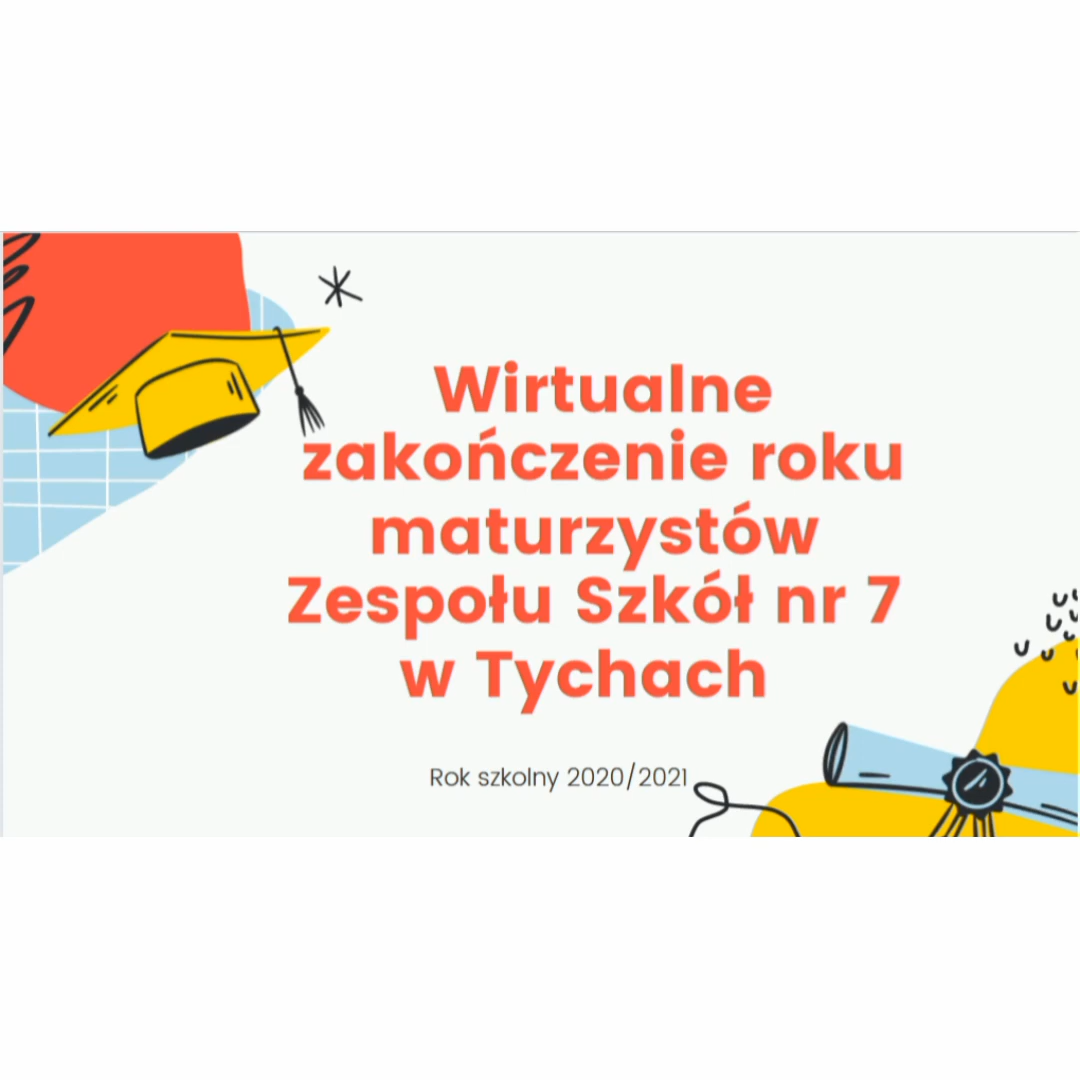 Wirtualne
zakończenie roku
maturzystów
Zespołu Szkół nr 7
w Tychach
Rok szkolny 2020/2021